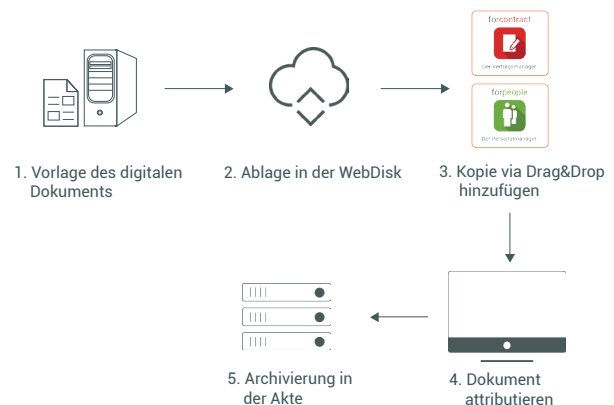 forcontract
Der Vertragsmanager.
forpeople
Der Personalmanager.
1. Vorlage des digitalen
Dokuments
2. Ablage in der WebDisk
3. Kopie via Drag&Drop
hinzufügen
5. Archivierung in
der Akte
4. Dokument
attributieren